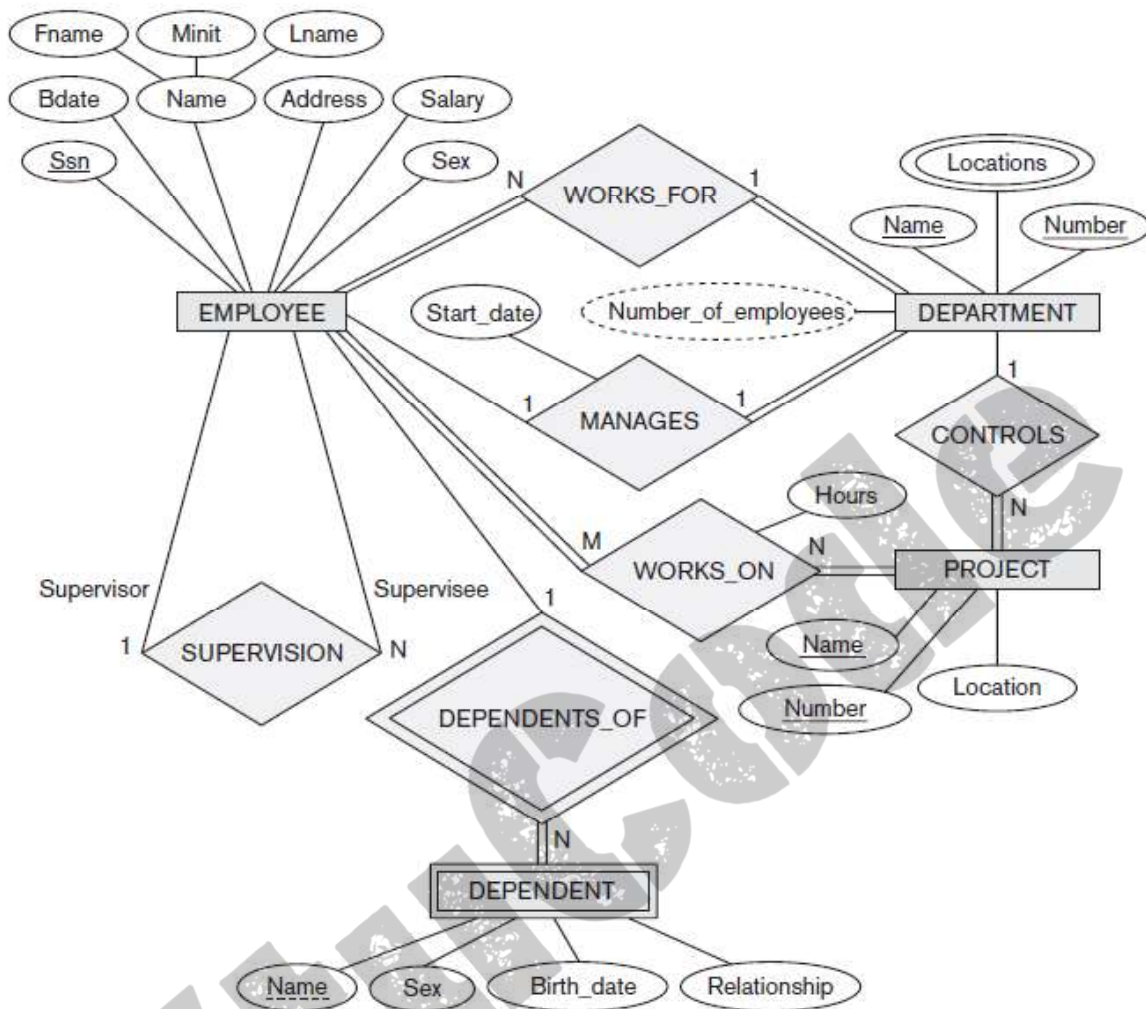 Fname Minit Lname
Bdate Name Address Salary
Ssn Sex
N WORKS_FOR 1
Locations
Name Number
EMPLOYEE Start_date Number_of_employees DEPARTMENT
1 MANAGES 1
1
CONTROLS
N
Hours
M WORKS_ON N PROJECT
Supervisor Supervisee
1 SUPERVISION N
1
Name
Location
Number
DEPENDENTS_OF
N
DEPENDENT
Name Sex Birth_date Relationship